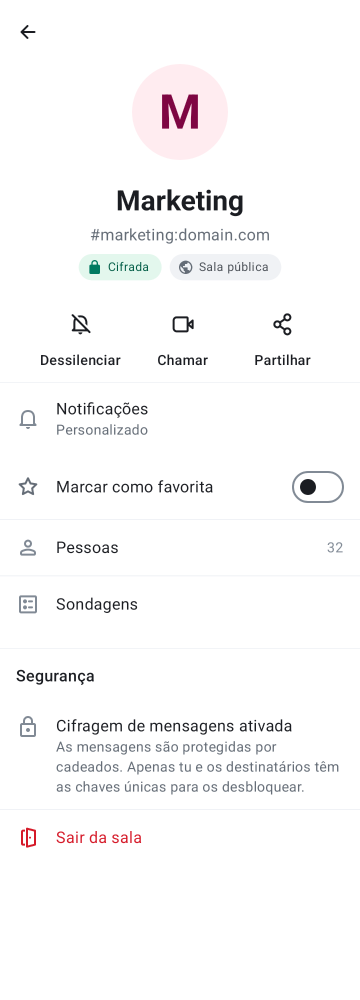 M
Marketing
#marketing:domain.com
Cifrada
Sala pública
Dessilenciar
Chamar
Partilhar
Notificações
Personalizado
Marcar como favorita
Pessoas
32
Sondagens
Segurança
Cifragem de mensagens ativada
As mensagens são protegidas por
cadeados. Apenas tu e os destinatários têm
as chaves únicas para os desbloquear.
Sair da sala